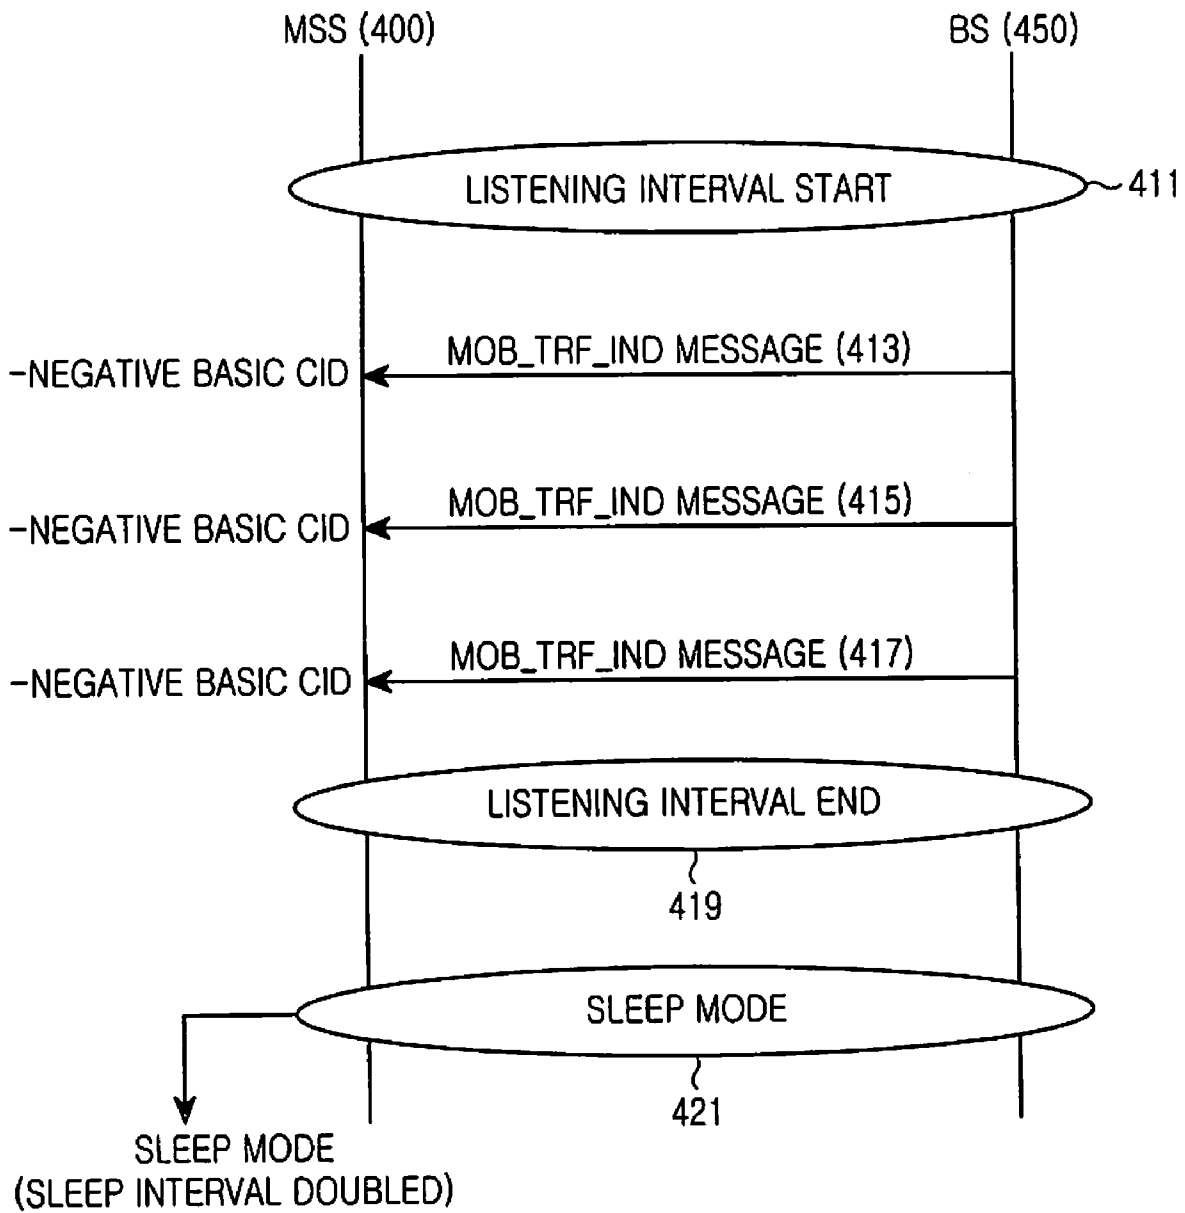 MSS (400)
BS (450)
LISTENING INTERVAL START
411
MOB_TRF_IND MESSAGE (413)
-NEGATIVE BASIC CID
MOB_TRF_IND MESSAGE (415)
-NEGATIVE BASIC CID
MOB_TRF_IND MESSAGE (417)
-NEGATIVE BASIC CID
LISTENING INTERVAL END
419
SLEEP MODE
421
SLEEP MODE
(SLEEP INTERVAL DOUBLED)